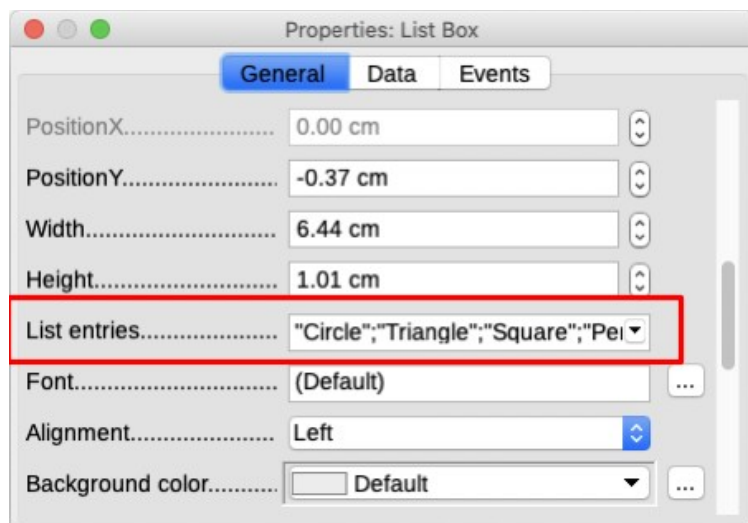 Properties: List Box
General Data Events
PositionX....................... 0.00 cm
PositionY.......................... -0.37 cm
Width............................ 6.44 cm
Height........................... 1.01 cm
List entries.................... "Circle";"Triangle";"Square";"Pe
Font............................. (Default) ...
Alignment....................... Left
Background color........... Default ...